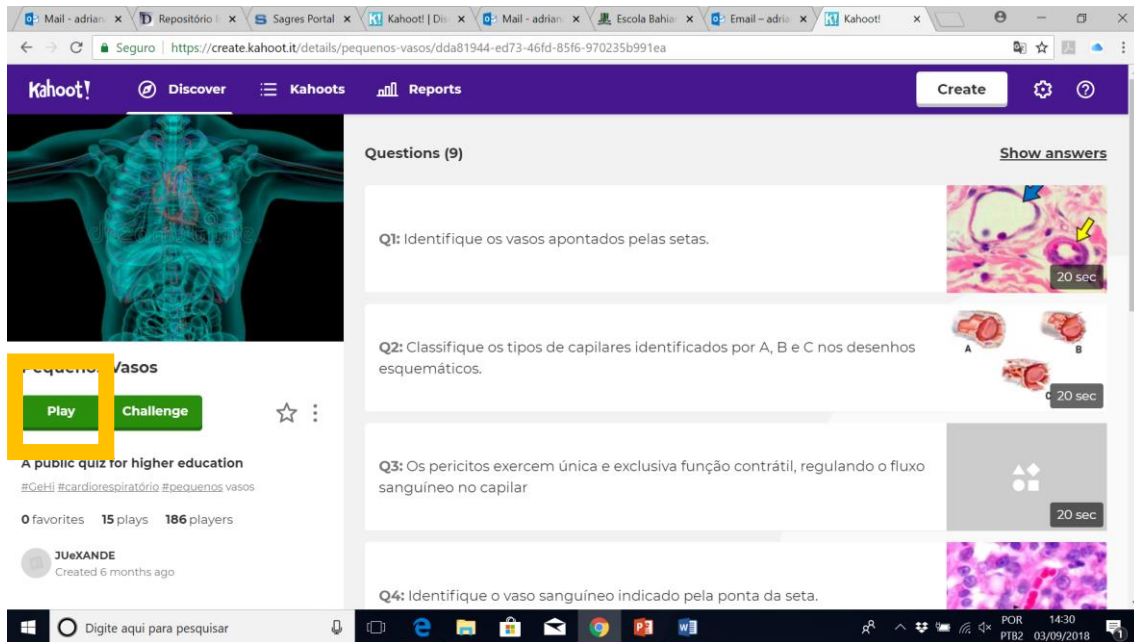 Mail - adrian
Repositório I
Sagres Portal
Kahoot! | Dis
Mail - adrian
Escola Bahia
Email – adria
Kahoot!
Seguro | https://create.kahoot.it/details/pequenos-vasos/dda81944-ed73-46fd-85f6-970235b991ea
Kahoot! Discover Kahoots Reports Create
Questions (9) Show answers
Q1: Identifique os vasos apontados pelas setas.
20 sec
Q2: Classifique os tipos de capilares identificados por A, B e C nos desenhos
esquemáticos.
A B
C 20 sec
Q3: Os pericitos exercem única e exclusiva função contrátil, regulando o fluxo
sanguíneo no capilar
20 sec
Q4: Identifique o vaso sanguíneo indicado pela ponta da seta.
Pequenos Vasos
Play Challenge
A public quiz for higher education
#GeHi #cardiorespiratório #pequenos vasos
0 favorites 15 plays 186 players
JUeXANDE
Created 6 months ago
Digite aqui para pesquisar
POR 14:30
PTB2 03/09/2018